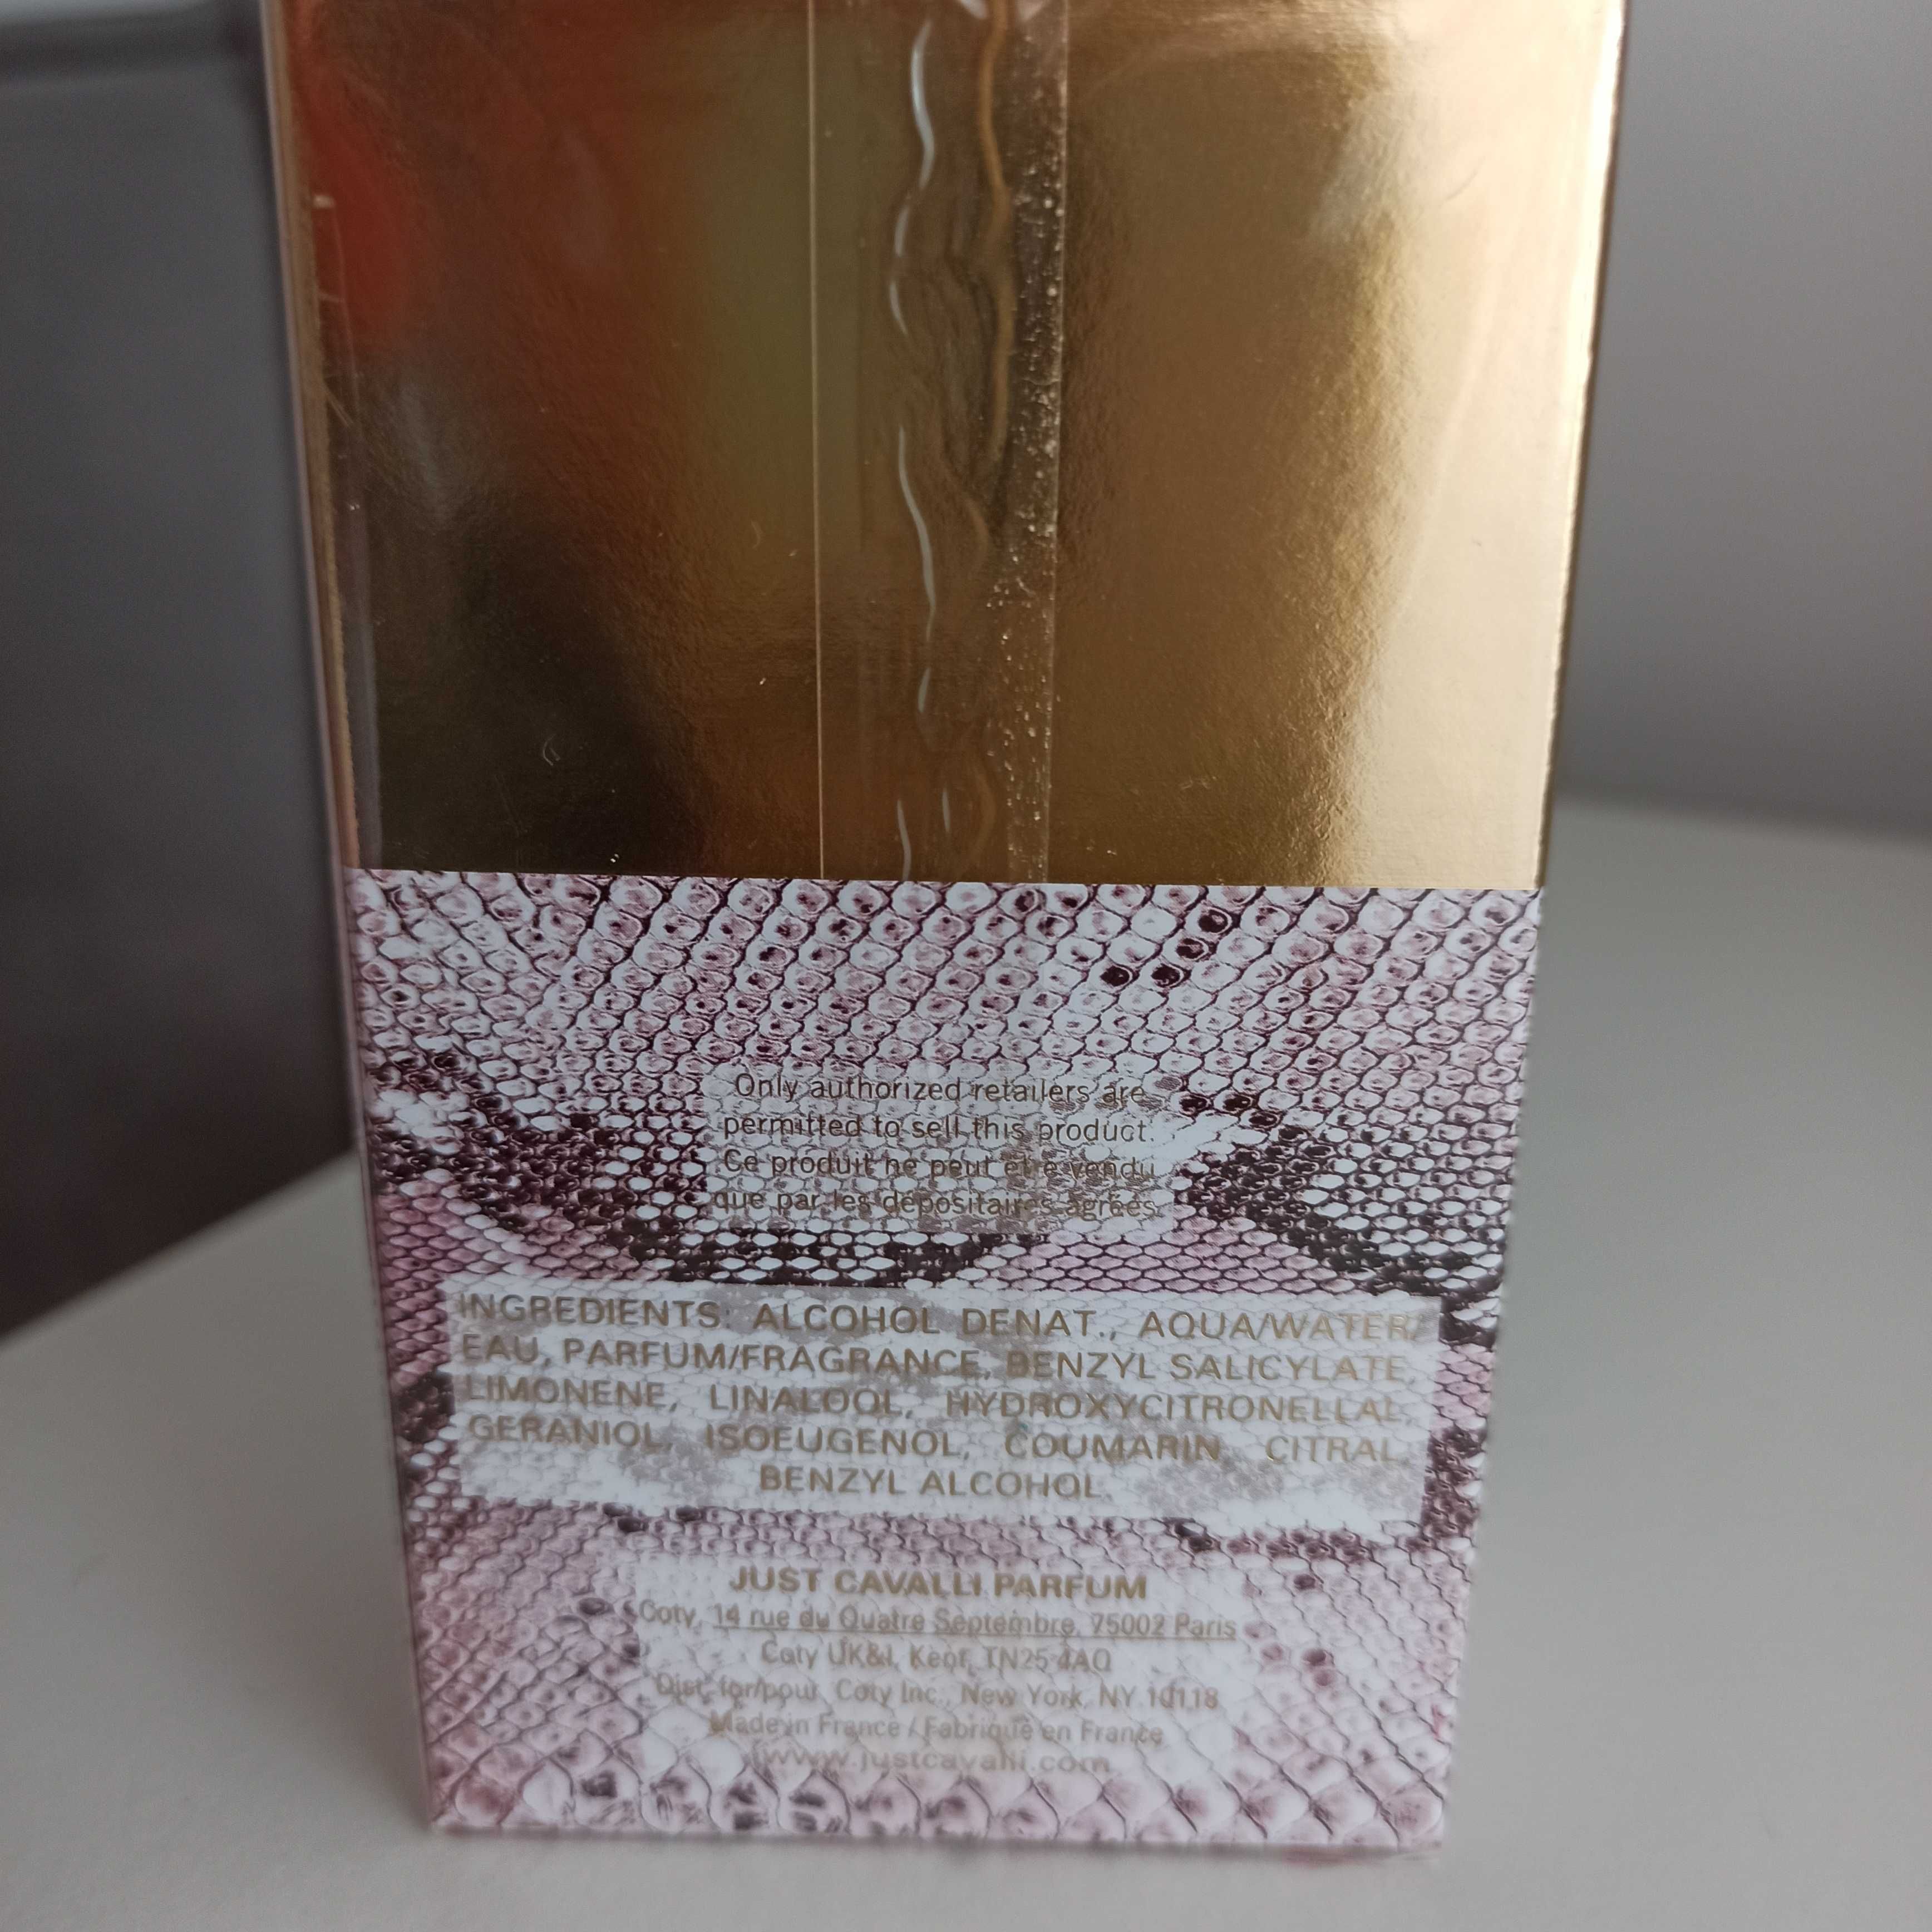 Only authorized retailers are
permitted to sell this product.
Ce produit ne peut être vendu
que par les dépositaires agréés.
INGREDIENTS: ALCOHOL DENAT., AQUA/WATER/
EAU, PARFUM/FRAGRANCE, BENZYL SALICYLATE,
LIMONENE, LINALOOL, HYDROXYCITRONELLAL,
GERANIOL, ISOEUGENOL, COUMARIN, CITRAL,
BENZYL ALCOHOL.
JUST CAVALLI PARFUM
Coty, 14 rue du Quatre Septembre, 75002 Paris
Coty UK&I, Kent, TN25 4AQ
Dist. for/pour Coty Inc., New York, NY 10118
Made in France / Fabriqué en France
www.justcavalli.com